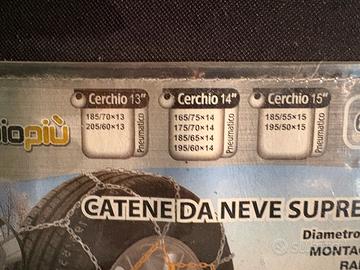 Cerchio 13"
185/70×13
205/60×13
Pneumatico
Cerchio 14"
165/75×14
175/70×14
185/65×14
195/60×14
Pneumatico
Cerchio 15"
185/55×15
195/50×15
Pneumatico
più
CATENE DA NEVE SUPRE
Diametro
MONTA
RA